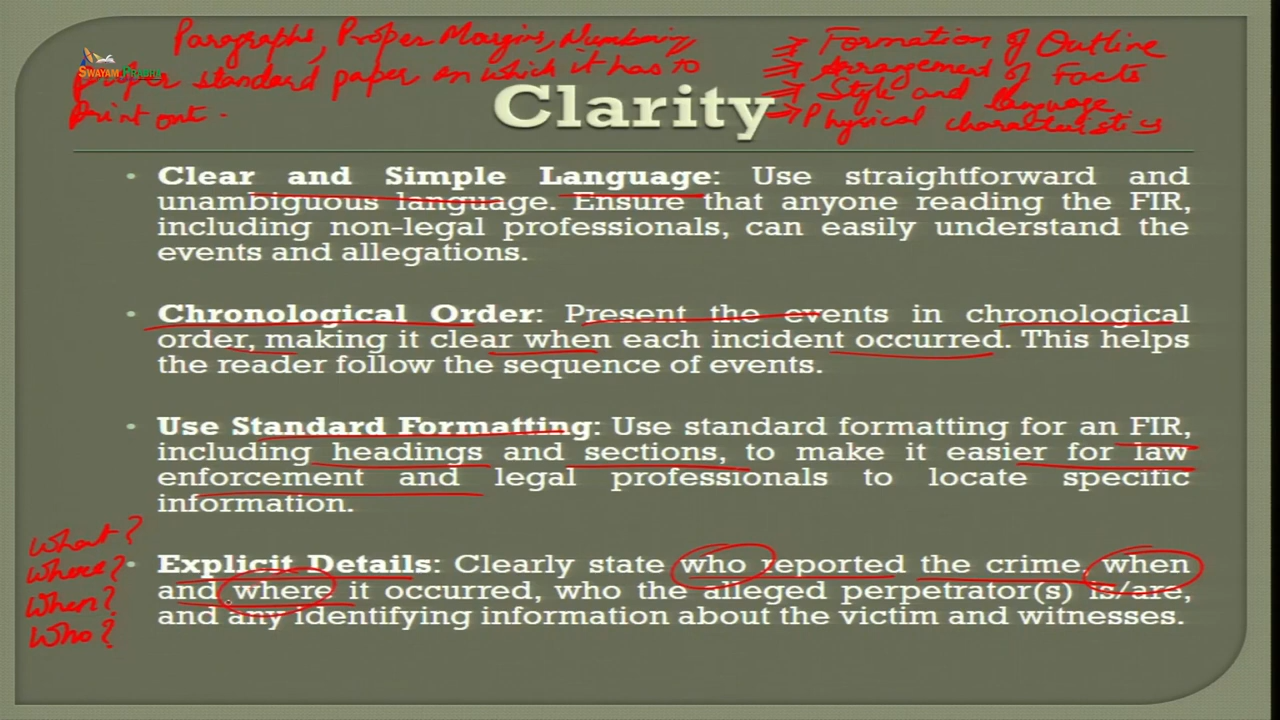 Paragraphs, Proper Margins, Numbering
proper standard paper on which it has to
print out.
⇒ Formation of Outline
⇒ Arrangement of Facts
⇒ Style and language
⇒ Physical characteristics
SWAYAM PRABHA
Clarity
• Clear and Simple Language: Use straightforward and
unambiguous language. Ensure that anyone reading the FIR,
including non-legal professionals, can easily understand the
events and allegations.
• Chronological Order: Present the events in chronological
order, making it clear when each incident occurred. This helps
the reader follow the sequence of events.
• Use Standard Formatting: Use standard formatting for an FIR,
including headings and sections, to make it easier for law
enforcement and legal professionals to locate specific
information.
What?
Where?
When?
Who?
• Explicit Details: Clearly state who reported the crime, when
and where it occurred, who the alleged perpetrator(s) is/are,
and any identifying information about the victim and witnesses.